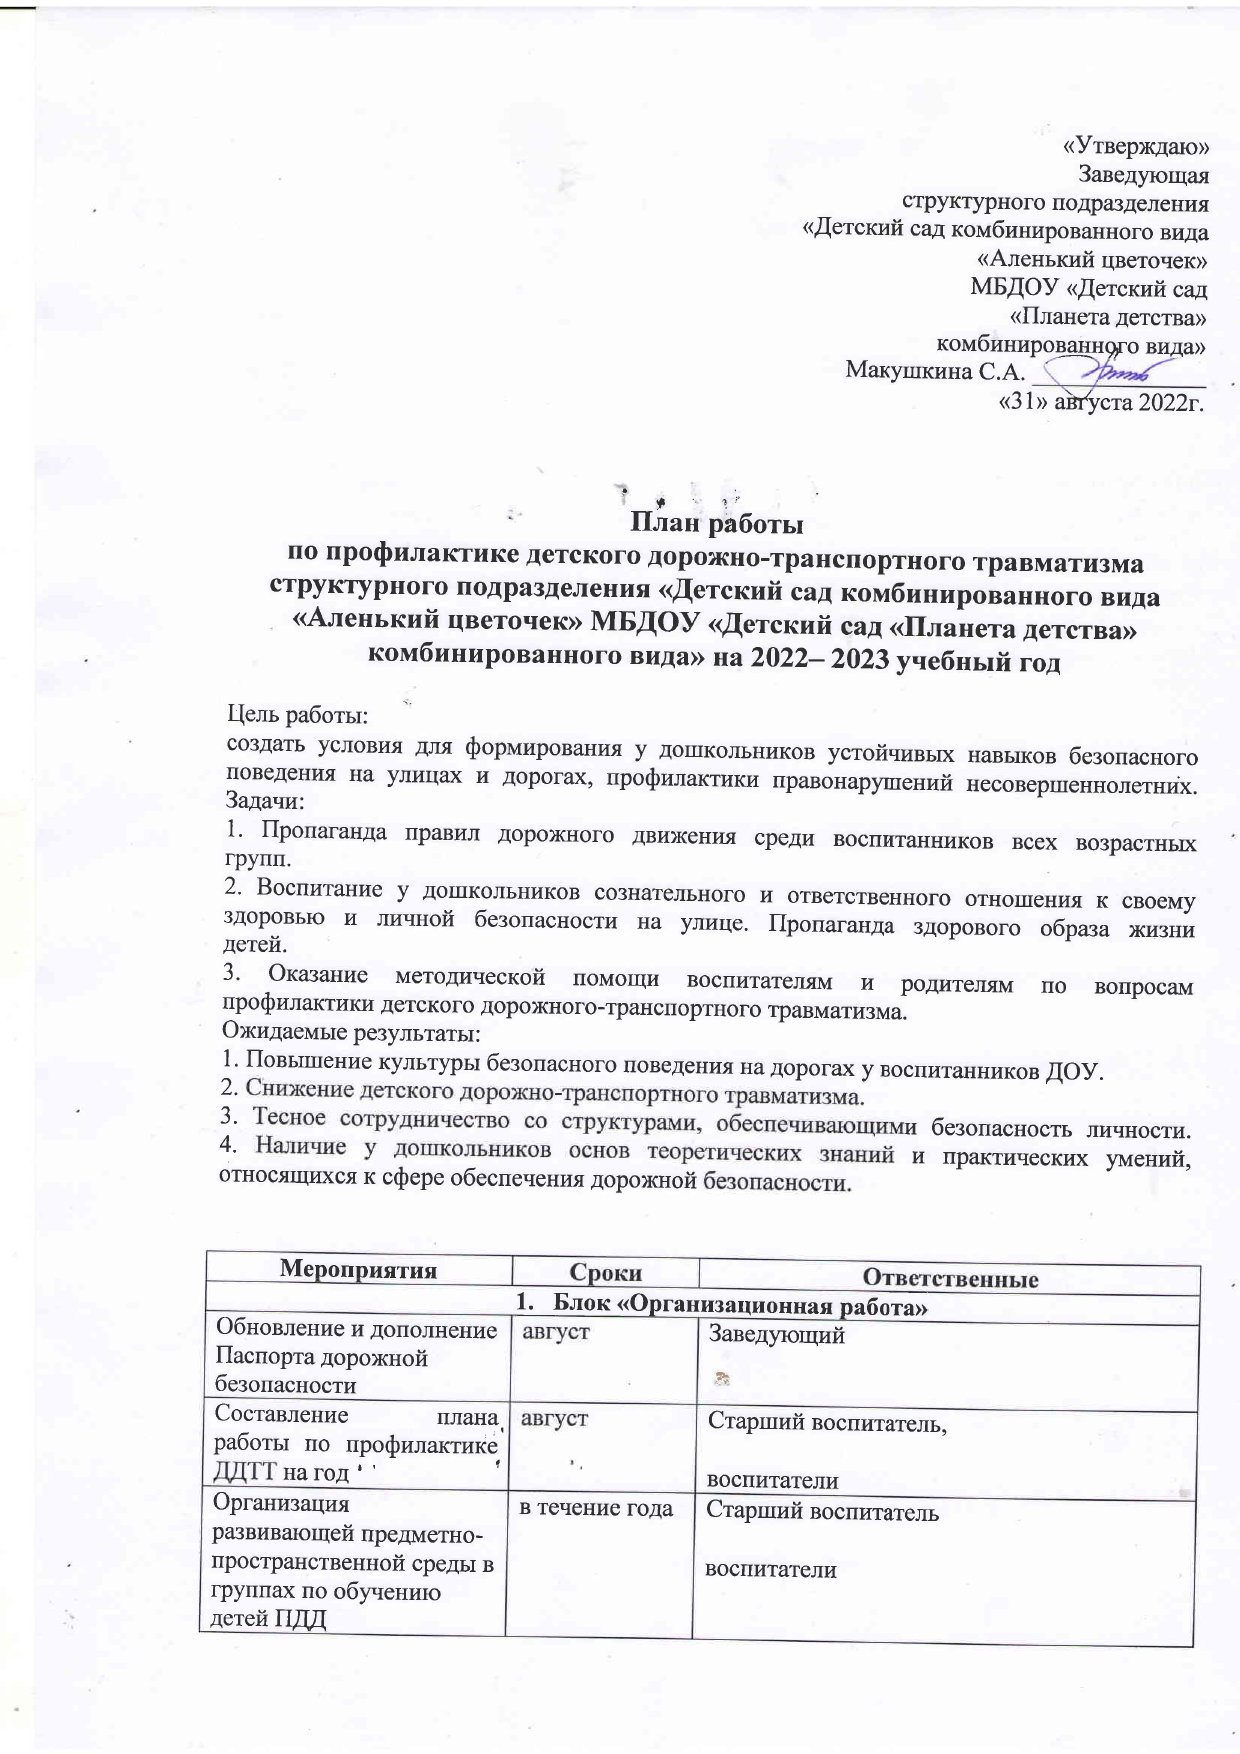 «Утверждаю»
Заведующая
структурного подразделения
«Детский сад комбинированного вида
«Аленький цветочек»
МБДОУ «Детский сад
«Планета детства»
комбинированного вида»
Макушкина С.А. ______________
«31» августа 2022г.
План работы
по профилактике детского дорожно-транспортного травматизма
структурного подразделения «Детский сад комбинированного вида
«Аленький цветочек» МБДОУ «Детский сад «Планета детства»
комбинированного вида» на 2022– 2023 учебный год
Цель работы:
создать условия для формирования у дошкольников устойчивых навыков безопасного
поведения на улицах и дорогах, профилактики правонарушений несовершеннолетних.
Задачи:
1. Пропаганда правил дорожного движения среди воспитанников всех возрастных
групп.
2. Воспитание у дошкольников сознательного и ответственного отношения к своему
здоровью и личной безопасности на улице. Пропаганда здорового образа жизни
детей.
3. Оказание методической помощи воспитателям и родителям по вопросам
профилактики детского дорожного-транспортного травматизма.
Ожидаемые результаты:
1. Повышение культуры безопасного поведения на дорогах у воспитанников ДОУ.
2. Снижение детского дорожно-транспортного травматизма.
3. Тесное сотрудничество со структурами, обеспечивающими безопасность личности.
4. Наличие у дошкольников основ теоретических знаний и практических умений,
относящихся к сфере обеспечения дорожной безопасности.
Мероприятия Сроки Ответственные
1. Блок «Организационная работа»
Обновление и дополнение август Заведующий
Паспорта дорожной
безопасности
Составление плана август Старший воспитатель,
работы по профилактике
ДДТТ на год воспитатели
Организация в течение года Старший воспитатель
развивающей предметно-
пространственной среды в воспитатели
группах по обучению
детей ПДД